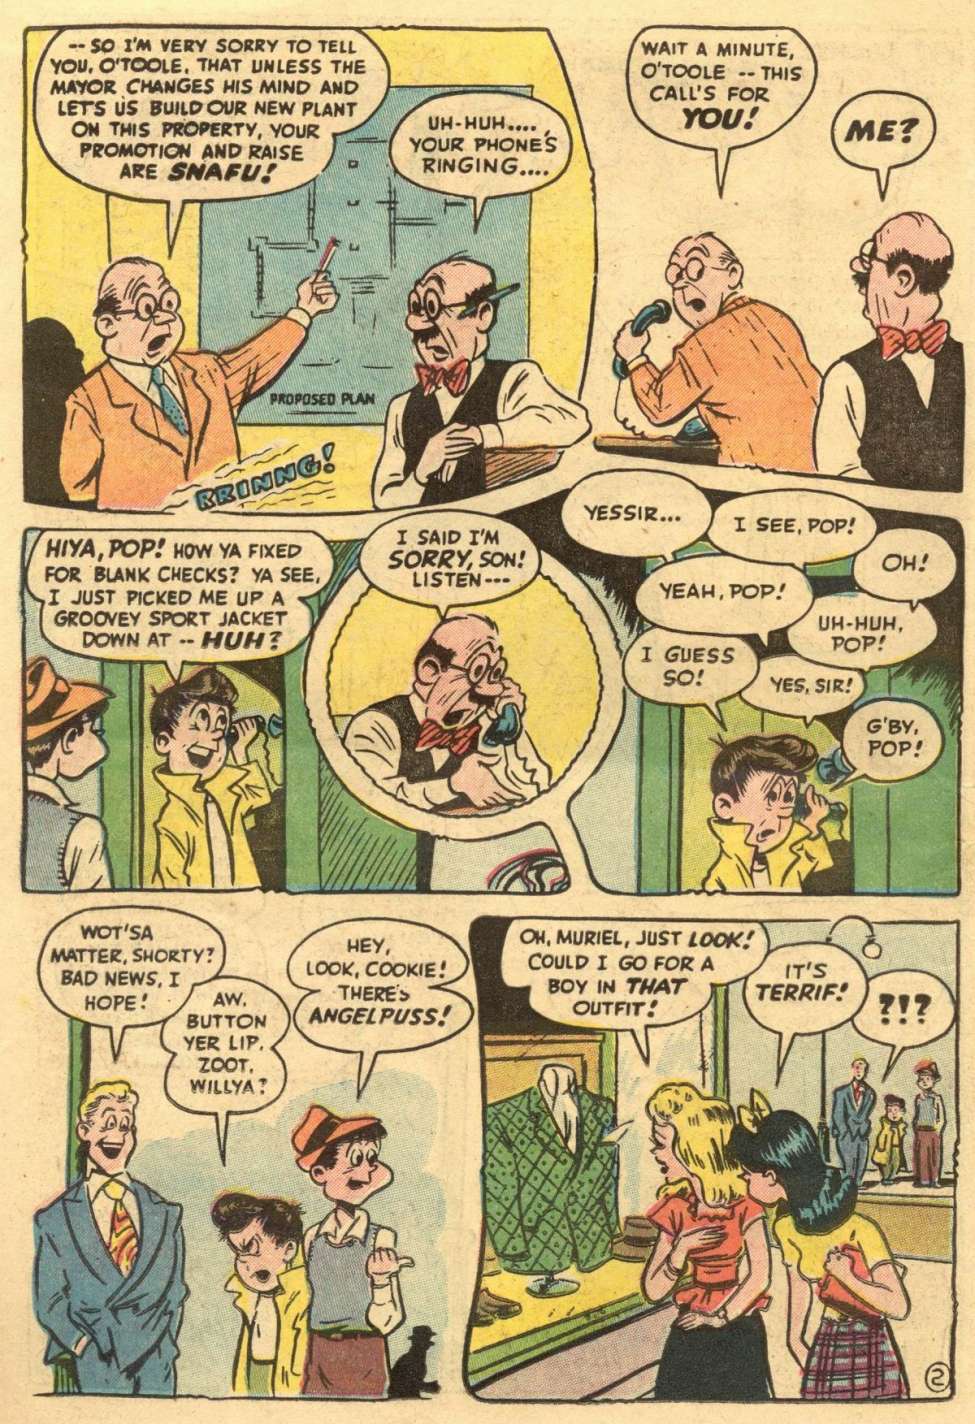 -- SO I'M VERY SORRY TO TELL
YOU, O'TOOLE, THAT UNLESS THE
MAYOR CHANGES HIS MIND AND
LETS US BUILD OUR NEW PLANT
ON THIS PROPERTY, YOUR
PROMOTION AND RAISE
ARE SNAFU!
UH-HUH....,
YOUR PHONE'S
RINGING....
PROPOSED PLAN
RRINNG!
WAIT A MINUTE,
O'TOOLE -- THIS
CALL'S FOR
YOU!
ME?
HIYA, POP! HOW YA FIXED
FOR BLANK CHECKS? YA SEE,
I JUST PICKED ME UP A
GROOVEY SPORT JACKET
DOWN AT -- HUH?
I SAID I'M
SORRY, SON!
LISTEN---
YESSIR...
I SEE, POP!
OH!
YEAH, POP!
UH-HUH,
POP!
I GUESS
SO!
YES, SIR!
G'BY,
POP!
WOT'SA
MATTER, SHORTY?
BAD NEWS, I
HOPE!
AW,
BUTTON
YER LIP,
ZOOT,
WILLYA?
HEY,
LOOK, COOKIE!
THERE'S
ANGELPUSS!
OH, MURIEL, JUST LOOK!
COULD I GO FOR A
BOY IN THAT
OUTFIT!
IT'S
TERRIF!
?!?
2